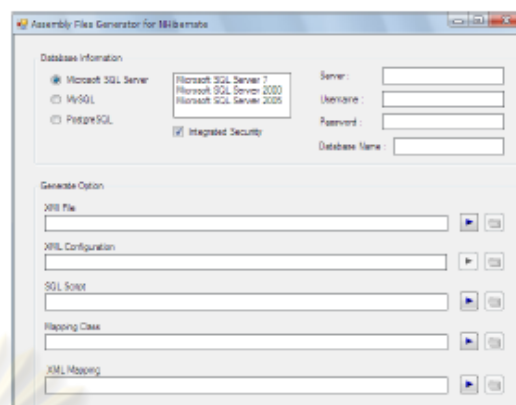 Assembly Files Generator for NHibernate
Database Information
Microsoft SQL Server
MySQL
PostgreSQL
Microsoft SQL Server 7
Microsoft SQL Server 2000
Microsoft SQL Server 2005
Integrated Security
Server :
Username :
Password :
Database Name :
Generate Option
XMI File
XML Configuration
SQL Script
Mapping Class
XML Mapping